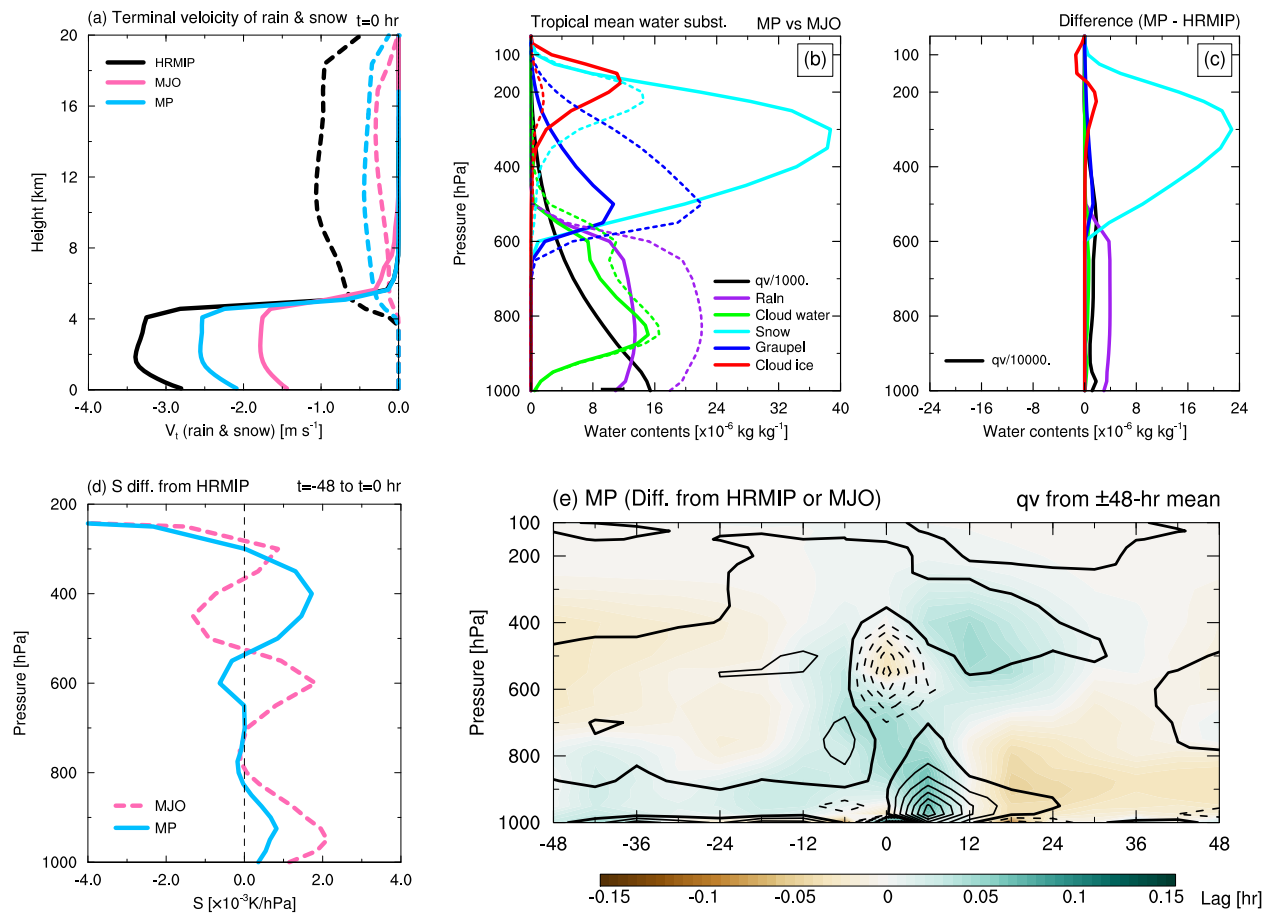 (a) Terminal veloicity of rain & snow t=0 hr
20
16
12
8
4
0
Height [km]
HRMIP
MJO
MP
-4.0 -3.0 -2.0 -1.0 0.0
Vt (rain & snow) [m s⁻¹]
Tropical mean water subst. MP vs MJO
(b)
100
200
400
600
800
1000
Pressure [hPa]
qv/1000.
Rain
Cloud water
Snow
Graupel
Cloud ice
0 8 16 24 32 40
Water contents [x10⁻⁶ kg kg⁻¹]
Difference (MP - HRMIP)
(c)
100
200
400
600
800
1000
qv/10000.
-24 -16 -8 0 8 16 24
Water contents [x10⁻⁶ kg kg⁻¹]
(d) S diff. from HRMIP t=-48 to t=0 hr
200
400
600
800
1000
Pressure [hPa]
MJO
MP
-4.0 -2.0 0.0 2.0 4.0
S [x10⁻³K/hPa]
(e) MP (Diff. from HRMIP or MJO) qv from ±48-hr mean
100
200
400
600
800
1000
Pressure [hPa]
-48 -36 -24 -12 0 12 24 36 48
-0.15 -0.1 -0.05 0 0.05 0.1 0.15 Lag [hr]